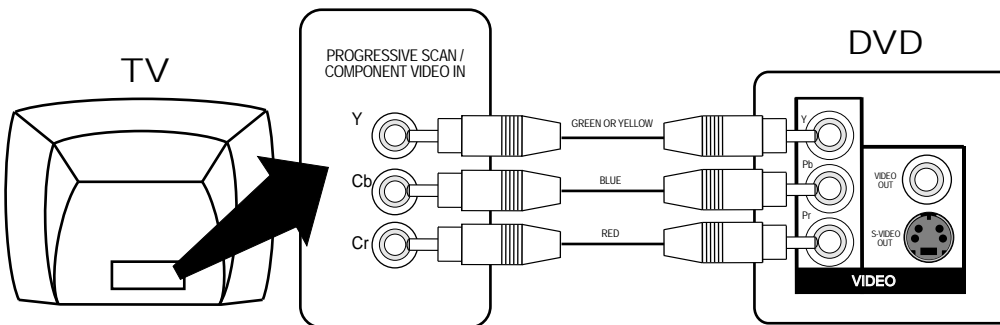 TV
PROGRESSIVE SCAN /
COMPONENT VIDEO IN
Y
Cb
Cr
GREEN OR YELLOW
BLUE
RED
DVD
Y
Pb
Pr
VIDEO
OUT
S-VIDEO
OUT
VIDEO